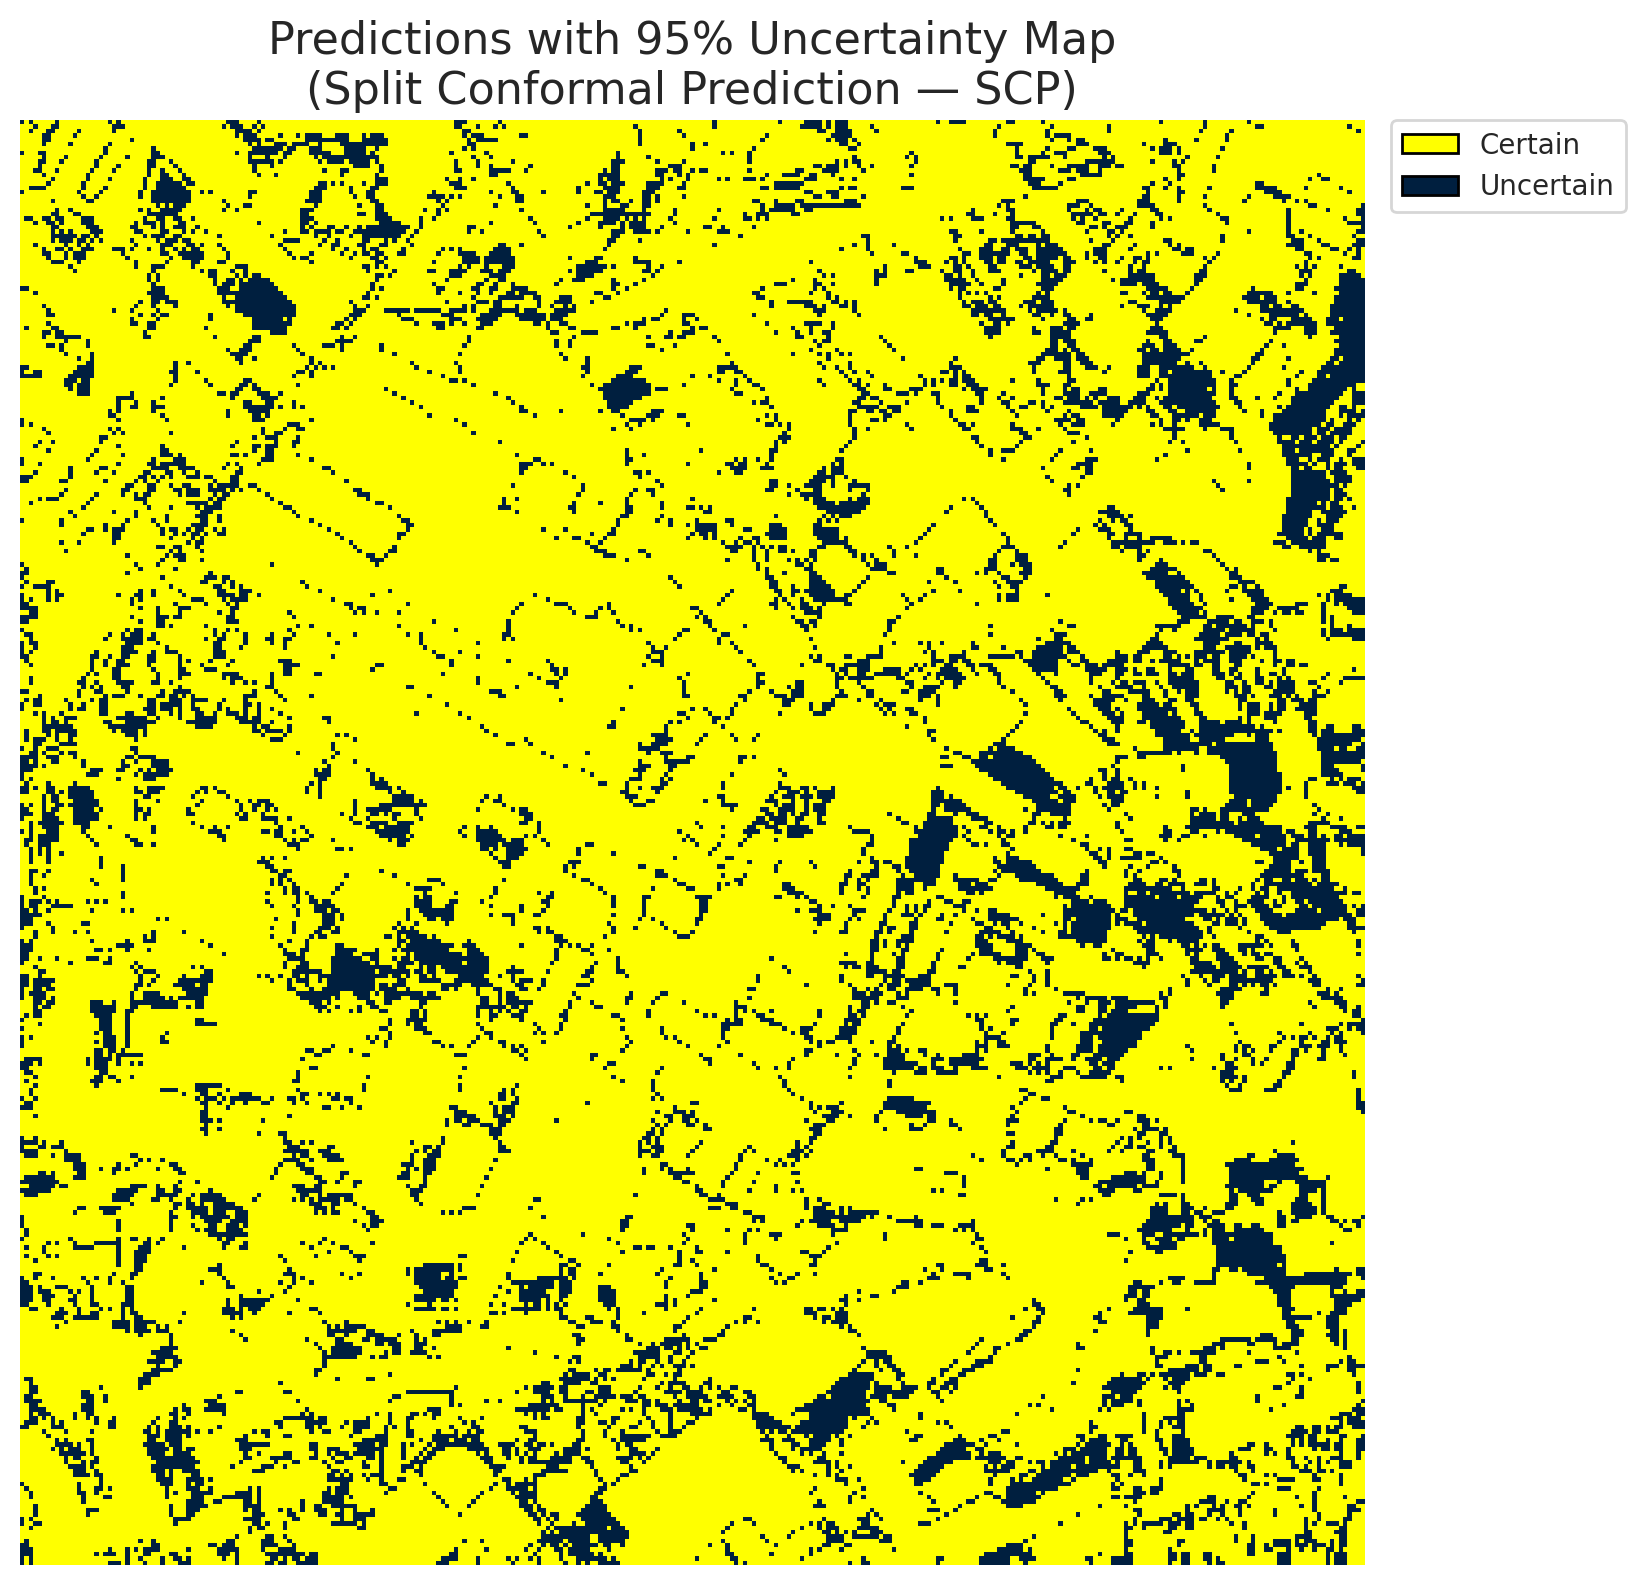 Predictions with 95% Uncertainty Map
(Split Conformal Prediction — SCP)
Certain
Uncertain